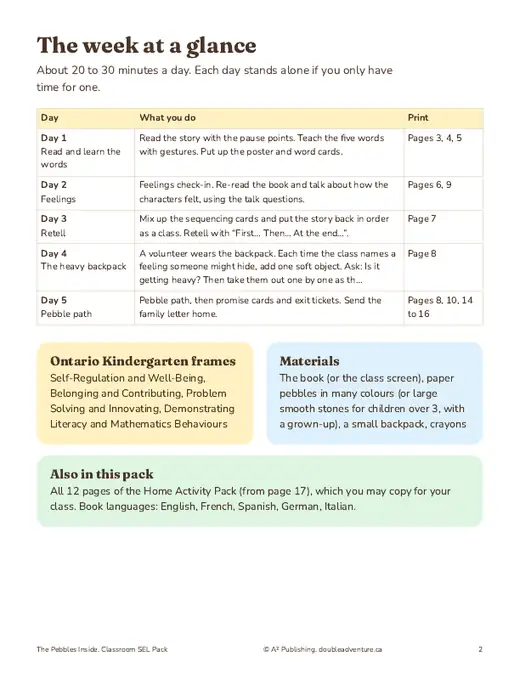 The week at a glance
About 20 to 30 minutes a day. Each day stands alone if you only have
time for one.
Day What you do Print
Day 1
Read and learn the
words
Read the story with the pause points. Teach the five words
with gestures. Put up the poster and word cards.
Pages 3, 4, 5
Day 2
Feelings
Feelings check-in. Re-read the book and talk about how the
characters felt, using the talk questions.
Pages 6, 9
Day 3
Retell
Mix up the sequencing cards and put the story back in order
as a class. Retell with “First... Then... At the end...”.
Page 7
Day 4
The heavy backpack
A volunteer wears the backpack. Each time the class names a
feeling someone might hide, add one soft object. Ask: Is it
getting heavy? Then take them out one by one as th...
Page 8
Day 5
Pebble path
Pebble path, then promise cards and exit tickets. Send the
family letter home.
Pages 8, 10, 14
to 16
Ontario Kindergarten frames
Self-Regulation and Well-Being,
Belonging and Contributing, Problem
Solving and Innovating, Demonstrating
Literacy and Mathematics Behaviours
Materials
The book (or the class screen), paper
pebbles in many colours (or large
smooth stones for children over 3, with
a grown-up), a small backpack, crayons
Also in this pack
All 12 pages of the Home Activity Pack (from page 17), which you may copy for your
class. Book languages: English, French, Spanish, German, Italian.
The Pebbles Inside. Classroom SEL Pack © A² Publishing. doubleadventure.ca 2